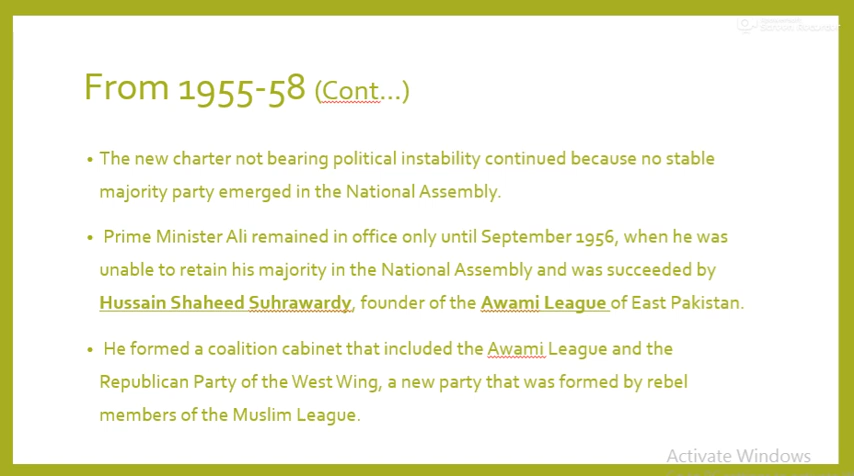 From 1955-58 (Cont...)
• The new charter not bearing political instability continued because no stable
majority party emerged in the National Assembly.
• Prime Minister Ali remained in office only until September 1956, when he was
unable to retain his majority in the National Assembly and was succeeded by
Hussain Shaheed Suhrawardy, founder of the Awami League of East Pakistan.
• He formed a coalition cabinet that included the Awami League and the
Republican Party of the West Wing, a new party that was formed by rebel
members of the Muslim League.
Activate Windows